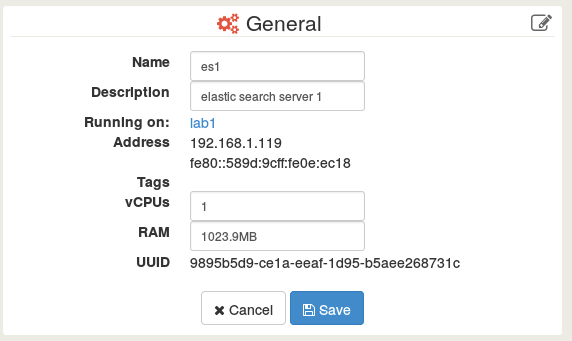 General
Name es1
Description elastic search server 1
Running on: lab1
Address 192.168.1.119
fe80::589d:9cff:fe0e:ec18
Tags
vCPUs 1
RAM 1023.9MB
UUID 9895b5d9-ce1a-eeaf-1d95-b5aee268731c
Cancel Save